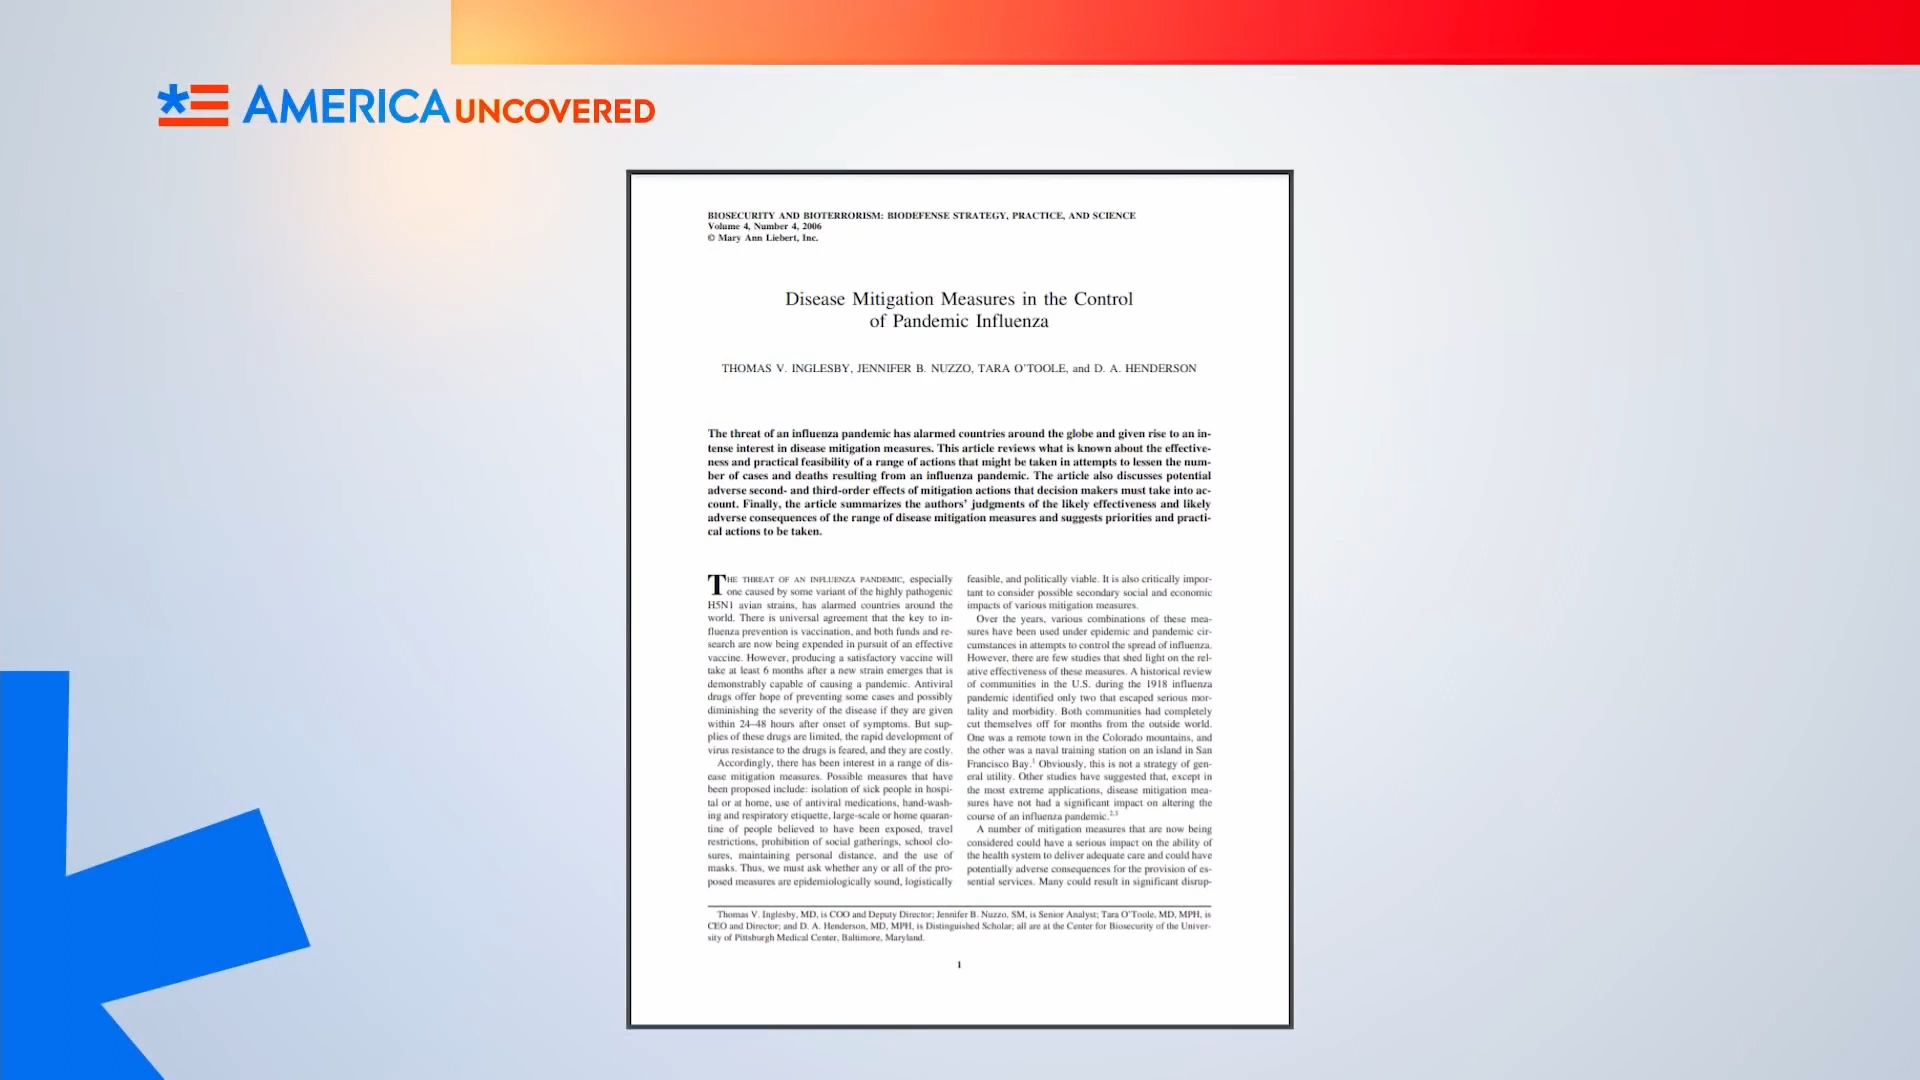 AMERICA UNCOVERED
BIOSECURITY AND BIOTERRORISM: BIODEFENSE STRATEGY, PRACTICE, AND SCIENCE
Volume 4, Number 4, 2006
© Mary Ann Liebert, Inc.
Disease Mitigation Measures in the Control
of Pandemic Influenza
THOMAS V. INGLESBY, JENNIFER B. NUZZO, TARA O'TOOLE, and D. A. HENDERSON
The threat of an influenza pandemic has alarmed countries around the globe and given rise to an in-
tense interest in disease mitigation measures. This article reviews what is known about the effective-
ness and practical feasibility of a range of actions that might be taken in attempts to lessen the num-
ber of cases and deaths resulting from an influenza pandemic. The article also discusses potential
adverse second- and third-order effects of mitigation actions that decision makers must take into ac-
count. Finally, the article summarizes the authors' judgments of the likely effectiveness and likely
adverse consequences of the range of disease mitigation measures and suggests priorities and practi-
cal actions to be taken.
THE THREAT OF AN INFLUENZA PANDEMIC, especially
one caused by some variant of the highly pathogenic
H5N1 avian strains, has alarmed countries around the
world. There is universal agreement that the key to in-
fluenza prevention is vaccination, and both funds and re-
search are now being expended in pursuit of an effective
vaccine. However, producing a satisfactory vaccine will
take at least 6 months after a new strain emerges that is
demonstrably capable of causing a pandemic. Antiviral
drugs offer hope of preventing some cases and possibly
diminishing the severity of the disease if they are given
within 24–48 hours after onset of symptoms. But sup-
plies of these drugs are limited, the rapid development of
virus resistance to the drugs is feared, and they are costly.
Accordingly, there has been interest in a range of dis-
ease mitigation measures. Possible measures that have
been proposed include: isolation of sick people in hospi-
tal or at home, use of antiviral medications, hand-wash-
ing and respiratory etiquette, large-scale or home quaran-
tine of people believed to have been exposed, travel
restrictions, prohibition of social gatherings, school clo-
sures, maintaining personal distance, and the use of
masks. Thus, we must ask whether any or all of the pro-
posed measures are epidemiologically sound, logistically
feasible, and politically viable. It is also critically impor-
tant to consider possible secondary social and economic
impacts of various mitigation measures.
Over the years, various combinations of these mea-
sures have been used under epidemic and pandemic cir-
cumstances in attempts to control the spread of influenza.
However, there are few studies that shed light on the rel-
ative effectiveness of these measures. A historical review
of communities in the U.S. during the 1918 influenza
pandemic identified only two that escaped serious mor-
tality and morbidity. Both communities had completely
cut themselves off for months from the outside world.
One was a remote town in the Colorado mountains, and
the other was a naval training station on an island in San
Francisco Bay.1 Obviously, this is not a strategy of gen-
eral utility. Other studies have suggested that, except in
the most extreme applications, disease mitigation mea-
sures have not had a significant impact on altering the
course of an influenza pandemic.2,3
A number of mitigation measures that are now being
considered could have a serious impact on the ability of
the health system to deliver adequate care and could have
potentially adverse consequences for the provision of es-
sential services. Many could result in significant disrup-
Thomas V. Inglesby, MD, is COO and Deputy Director; Jennifer B. Nuzzo, SM, is Senior Analyst; Tara O'Toole, MD, MPH, is
CEO and Director; and D. A. Henderson, MD, MPH, is Distinguished Scholar; all are at the Center for Biosecurity of the Univer-
sity of Pittsburgh Medical Center, Baltimore, Maryland.
1